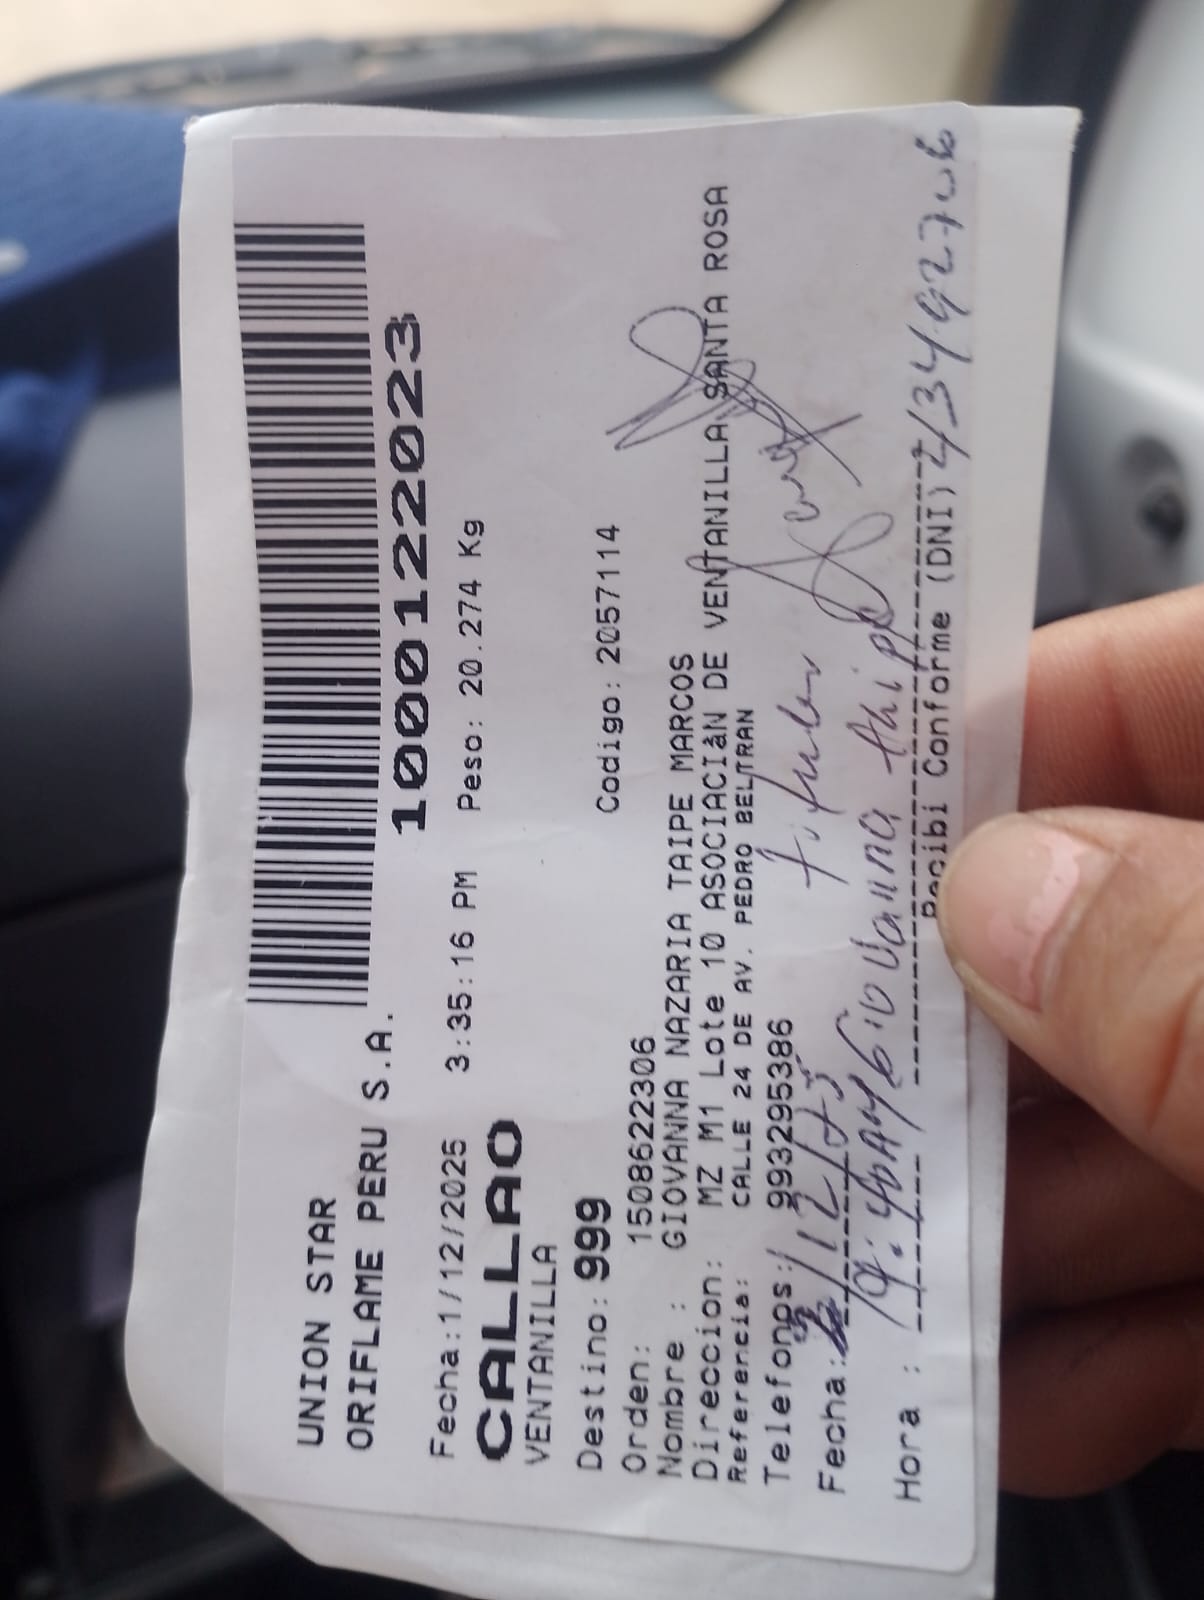 UNION STAR
ORIFLAME PERU S.A.
10001222023
Fecha:1/12/2025 3:35:16 PM Peso: 20.274 Kg
CALLAO
VENTANILLA
Destino: 999
Codigo: 2057114
Orden: 1508622306
Nombre : GIOVANNA NAZARIA TAIPE MARCOS
Direccion: MZ M1 Lote 10 ASOCIACIàN DE VENTANILLA SANTA ROSA
Referencia: CALLE 24 DE AV. PEDRO BELTRAN
Telefonos: 993295386
Fecha: /12/25
Hora :
Recibi Conforme (DNI)